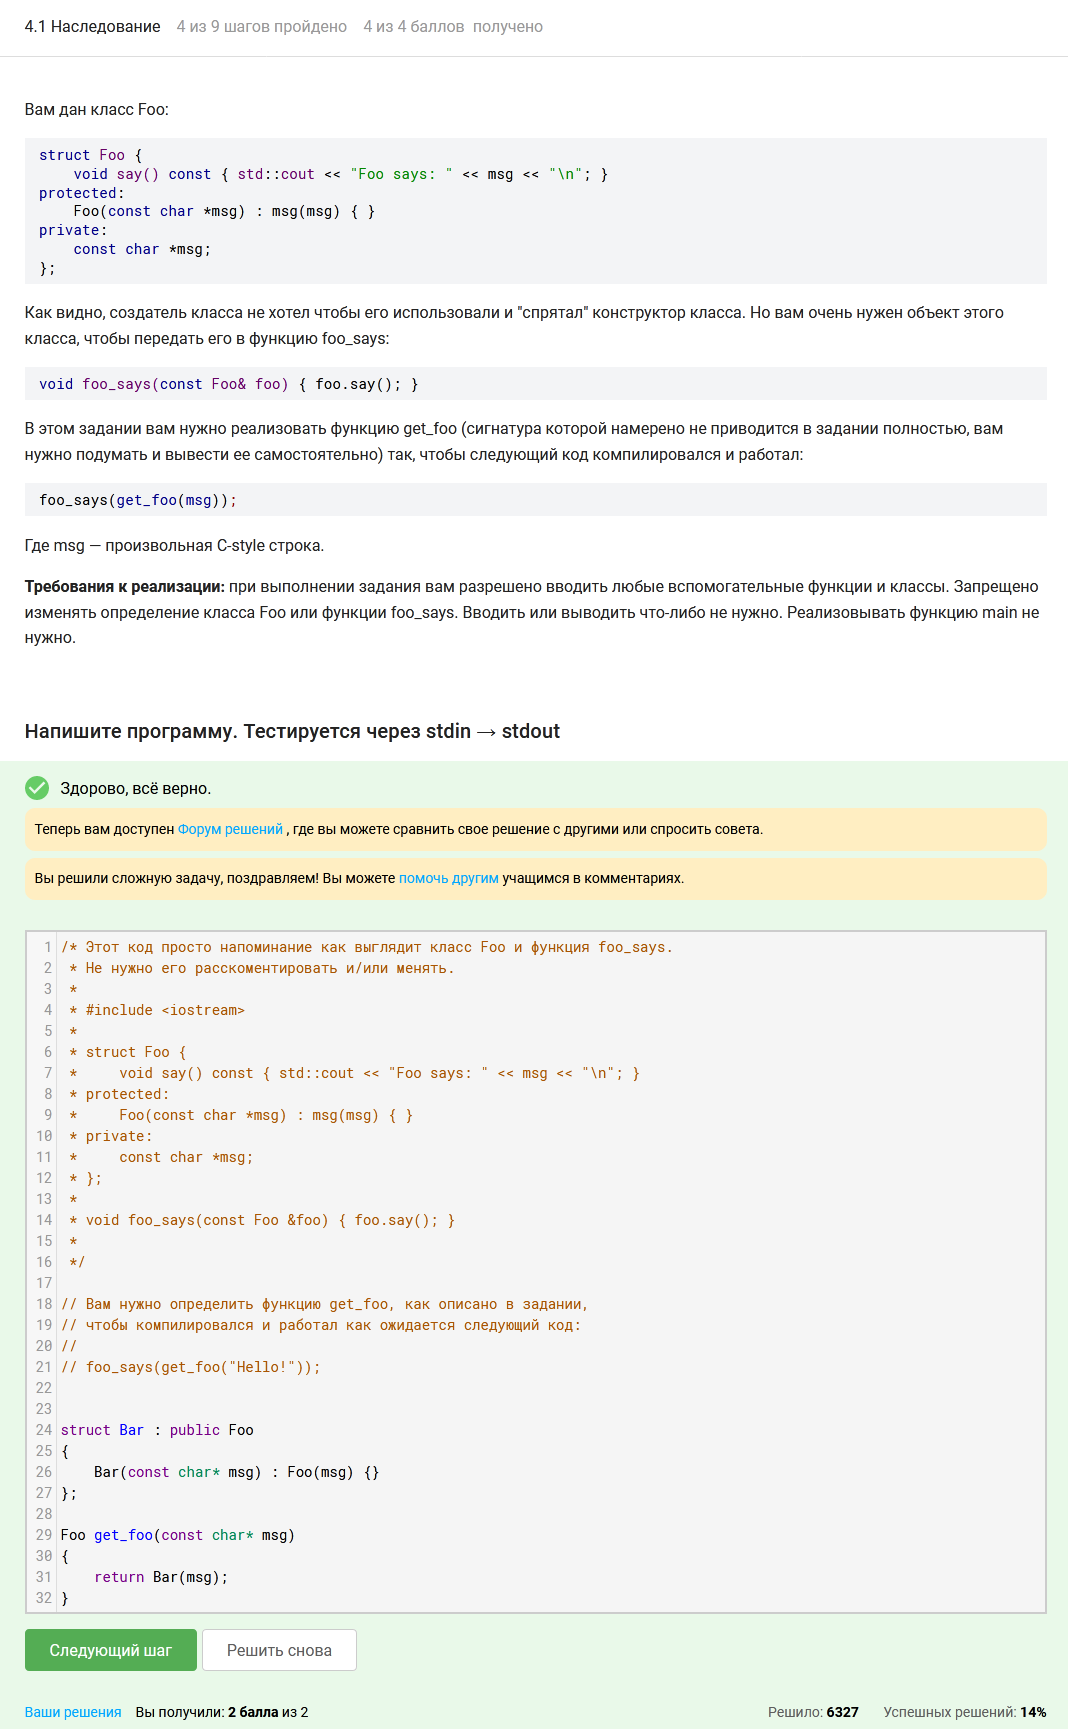 4.1 Наследование 4 из 9 шагов пройдено 4 из 4 баллов получено
Вам дан класс Foo:
struct Foo {
    void say() const { std::cout << "Foo says: " << msg << "\n"; }
protected:
    Foo(const char *msg) : msg(msg) { }
private:
    const char *msg;
};
Как видно, создатель класса не хотел чтобы его использовали и "спрятал" конструктор класса. Но вам очень нужен объект этого
класса, чтобы передать его в функцию foo_says:
void foo_says(const Foo& foo) { foo.say(); }
В этом задании вам нужно реализовать функцию get_foo (сигнатура которой намерено не приводится в задании полностью, вам
нужно подумать и вывести ее самостоятельно) так, чтобы следующий код компилировался и работал:
foo_says(get_foo(msg));
Где msg — произвольная C-style строка.
Требования к реализации: при выполнении задания вам разрешено вводить любые вспомогательные функции и классы. Запрещено
изменять определение класса Foo или функции foo_says. Вводить или выводить что-либо не нужно. Реализовывать функцию main не
нужно.
Напишите программу. Тестируется через stdin → stdout
Здорово, всё верно.
Теперь вам доступен Форум решений , где вы можете сравнить свое решение с другими или спросить совета.
Вы решили сложную задачу, поздравляем! Вы можете помочь другим учащимся в комментариях.
1 /* Этот код просто напоминание как выглядит класс Foo и функция foo_says.
2  * Не нужно его расскоментировать и/или менять.
3  *
4  * #include <iostream>
5  *
6  * struct Foo {
7  *     void say() const { std::cout << "Foo says: " << msg << "\n"; }
8  * protected:
9  *     Foo(const char *msg) : msg(msg) { }
10  * private:
11  *     const char *msg;
12  * };
13  *
14  * void foo_says(const Foo &foo) { foo.say(); }
15  *
16  */
17
18 // Вам нужно определить функцию get_foo, как описано в задании,
19 // чтобы компилировался и работал как ожидается следующий код:
20 //
21 // foo_says(get_foo("Hello!"));
22
23
24 struct Bar : public Foo
25 {
26     Bar(const char* msg) : Foo(msg) {}
27 };
28
29 Foo get_foo(const char* msg)
30 {
31     return Bar(msg);
32 }
Следующий шаг Решить снова
Ваши решения Вы получили: 2 балла из 2 Решило: 6327 Успешных решений: 14%